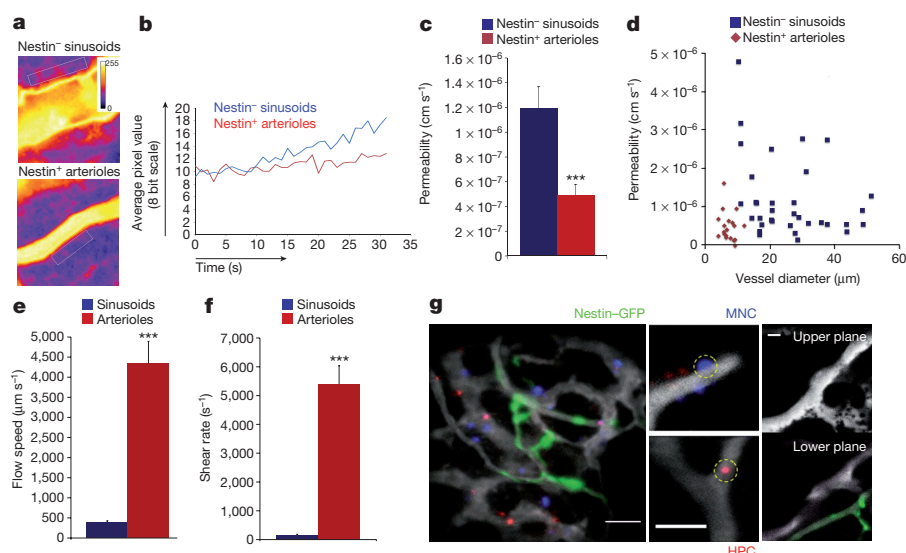 a
Nestin⁻ sinusoids
255
0
Nestin⁺ arterioles
b
Average pixel value
(8 bit scale)
20
18
16
14
12
10
8
6
4
2
0
Nestin⁻ sinusoids
Nestin⁺ arterioles
0 5 10 15 20 25 30 35
Time (s)
c
Nestin⁻ sinusoids
Nestin⁺ arterioles
Permeability (cm s⁻¹)
1.6 × 10⁻⁶
1.4 × 10⁻⁶
1.2 × 10⁻⁶
1.0 × 10⁻⁶
8 × 10⁻⁷
6 × 10⁻⁷
4 × 10⁻⁷
2 × 10⁻⁷
0
***
d
Nestin⁻ sinusoids
Nestin⁺ arterioles
Permeability (cm s⁻¹)
5 × 10⁻⁶
4 × 10⁻⁶
3 × 10⁻⁶
2 × 10⁻⁶
1 × 10⁻⁶
0
0 20 40 60
Vessel diameter (μm)
e
Sinusoids
Arterioles
Flow speed (μm s⁻¹)
5,000
4,500
4,000
3,500
3,000
2,500
2,000
1,500
1,000
500
0
***
f
Sinusoids
Arterioles
Shear rate (s⁻¹)
7,000
6,000
5,000
4,000
3,000
2,000
1,000
0
***
g
Nestin–GFP
MNC
Upper plane
Lower plane
HPC